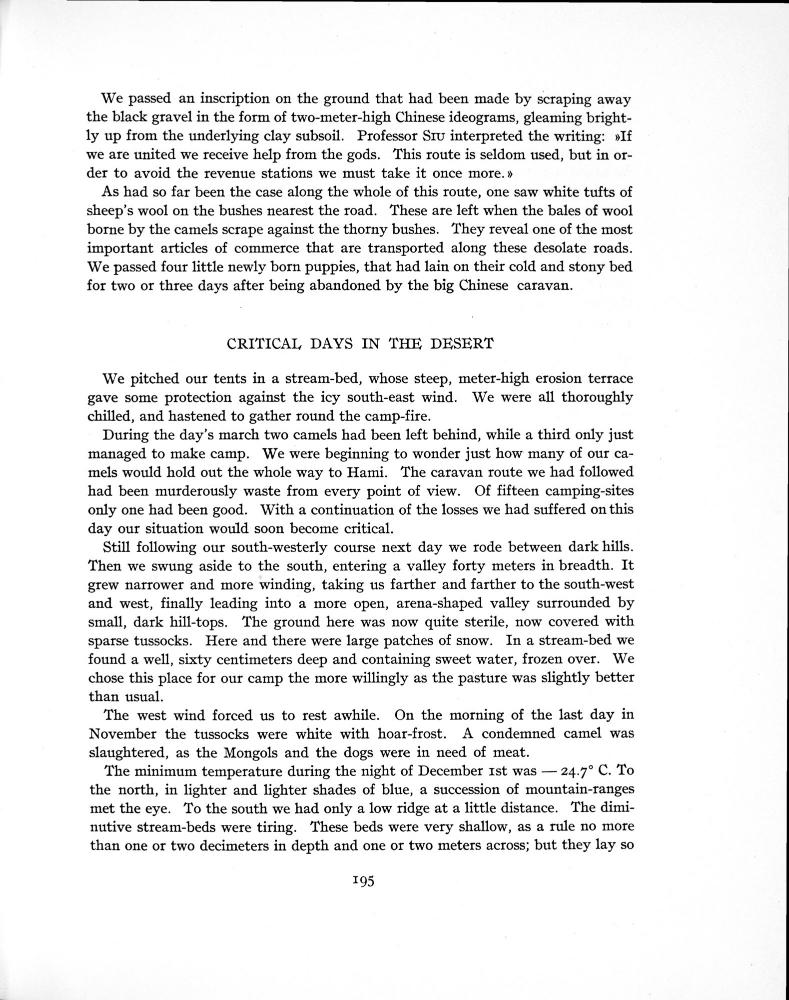 We passed an inscription on the ground that had been made by scraping away
the black gravel in the form of two-meter-high Chinese ideograms, gleaming bright-
ly up from the underlying clay subsoil. Professor SIU interpreted the writing: »If
we are united we receive help from the gods. This route is seldom used, but in or-
der to avoid the revenue stations we must take it once more.»
As had so far been the case along the whole of this route, one saw white tufts of
sheep's wool on the bushes nearest the road. These are left when the bales of wool
borne by the camels scrape against the thorny bushes. They reveal one of the most
important articles of commerce that are transported along these desolate roads.
We passed four little newly born puppies, that had lain on their cold and stony bed
for two or three days after being abandoned by the big Chinese caravan.
CRITICAL DAYS IN THE DESERT
We pitched our tents in a stream-bed, whose steep, meter-high erosion terrace
gave some protection against the icy south-east wind. We were all thoroughly
chilled, and hastened to gather round the camp-fire.
During the day's march two camels had been left behind, while a third only just
managed to make camp. We were beginning to wonder just how many of our ca-
mels would hold out the whole way to Hami. The caravan route we had followed
had been murderously waste from every point of view. Of fifteen camping-sites
only one had been good. With a continuation of the losses we had suffered on this
day our situation would soon become critical.
Still following our south-westerly course next day we rode between dark hills.
Then we swung aside to the south, entering a valley forty meters in breadth. It
grew narrower and more winding, taking us farther and farther to the south-west
and west, finally leading into a more open, arena-shaped valley surrounded by
small, dark hill-tops. The ground here was now quite sterile, now covered with
sparse tussocks. Here and there were large patches of snow. In a stream-bed we
found a well, sixty centimeters deep and containing sweet water, frozen over. We
chose this place for our camp the more willingly as the pasture was slightly better
than usual.
The west wind forced us to rest awhile. On the morning of the last day in
November the tussocks were white with hoar-frost. A condemned camel was
slaughtered, as the Mongols and the dogs were in need of meat.
The minimum temperature during the night of December 1st was — 24.7° C. To
the north, in lighter and lighter shades of blue, a succession of mountain-ranges
met the eye. To the south we had only a low ridge at a little distance. The dimi-
nutive stream-beds were tiring. These beds were very shallow, as a rule no more
than one or two decimeters in depth and one or two meters across; but they lay so
195